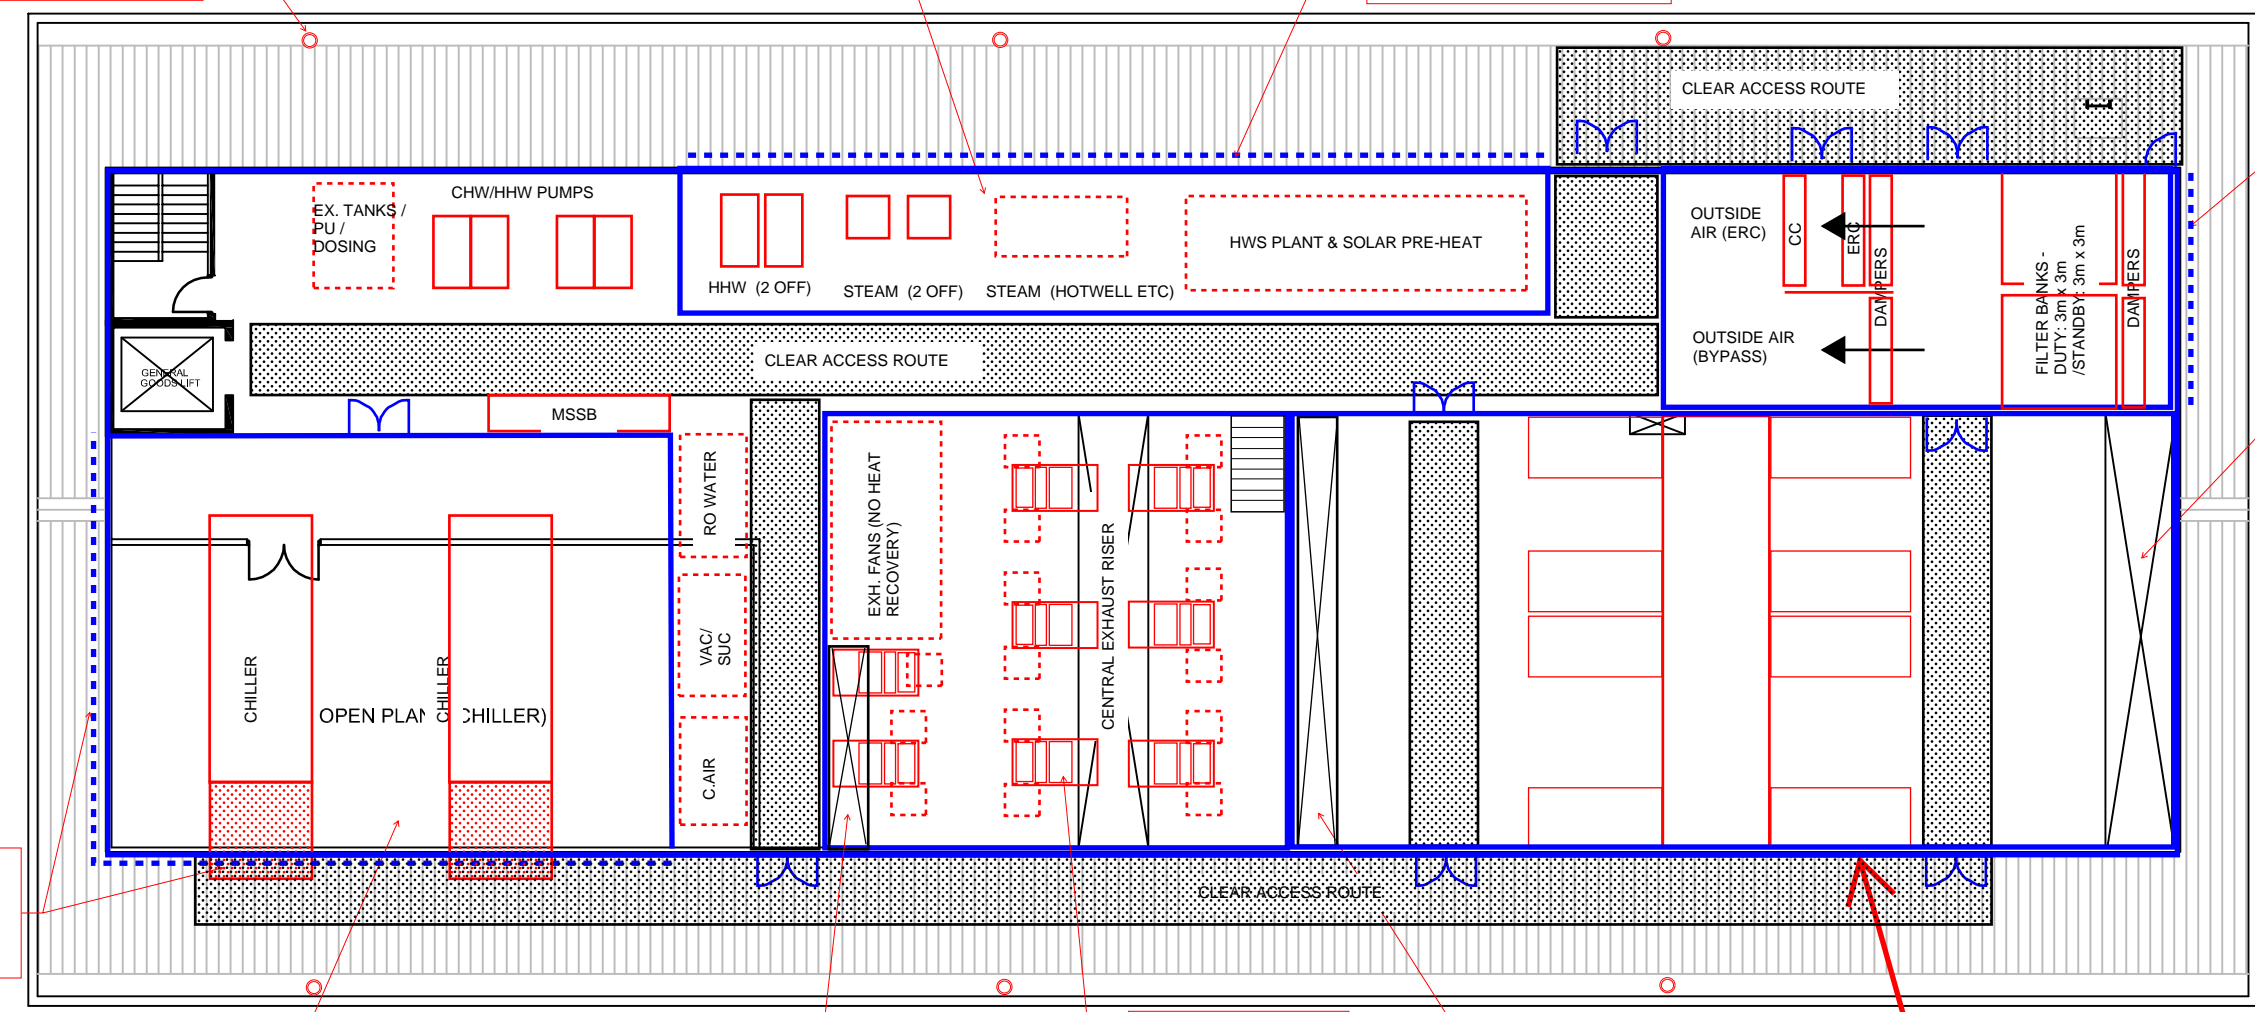 CLEAR ACCESS ROUTE
CHW/HHW PUMPS
EX. TANKS /
PU /
DOSING
HHW  (2 OFF)
STEAM  (2 OFF)
STEAM  (HOTWELL ETC)
HWS PLANT & SOLAR PRE-HEAT
OUTSIDE
AIR (ERC)
CC
ERC
DAMPERS
FILTER BANKS -
DUTY: 3m x 3m
/STANDBY: 3m x 3m
DAMPERS
OUTSIDE AIR
(BYPASS)
CLEAR ACCESS ROUTE
GENERAL
GOODS LIFT
MSSB
RO WATER
VAC/
SUC
C.AIR
EXH. FANS (NO HEAT
RECOVERY)
CENTRAL EXHAUST RISER
CHILLER
OPEN PLAN
CHILLER
CHILLER)
CLEAR ACCESS ROUTE